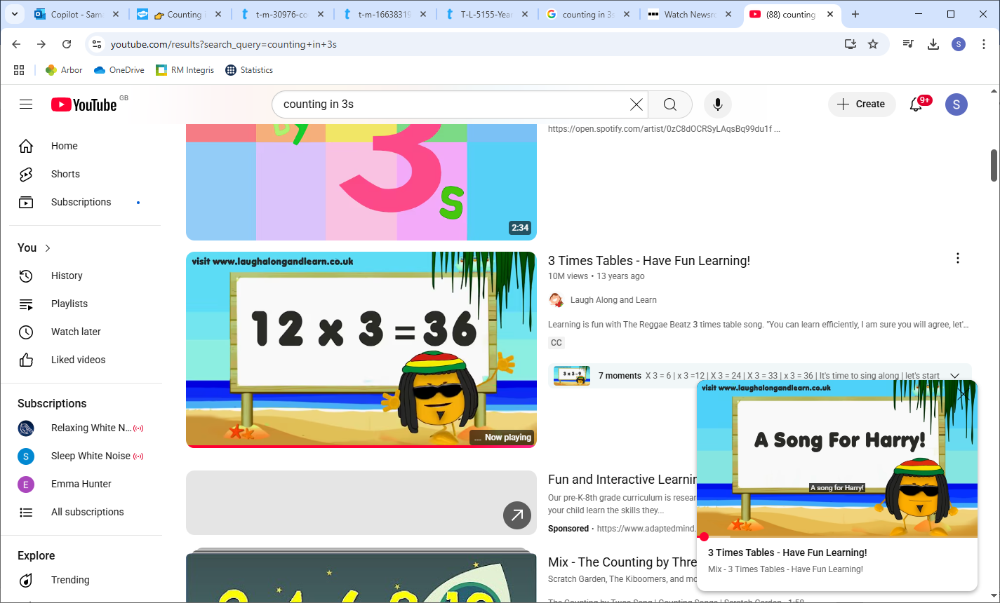 Copilot - Sam
👉 Counting i
t-m-30976-co
t-m-16638319
T-L-5155-Year
counting in 3s
Watch Newsro
(88) counting
youtube.com/results?search_query=counting+in+3s
S
Arbor
OneDrive
RM Integris
Statistics
YouTube GB
counting in 3s
Create
9+
S
Home
Shorts
Subscriptions
You
History
Playlists
Watch later
Liked videos
Subscriptions
Relaxing White N...
S
Sleep White Noise
E
Emma Hunter
All subscriptions
Explore
Trending
by
3s
2:34
https://open.spotify.com/artist/0zC8dOCRSyLAqsBq99du1f ...
visit www.laughalongandlearn.co.uk
12 x 3 = 36
... Now playing
3 Times Tables - Have Fun Learning!
10M views • 13 years ago
Laugh Along and Learn
Learning is fun with The Reggae Beatz 3 times table song. "You can learn efficiently, I am sure you will agree, let'...
CC
3 x 3 = 9
7 moments X 3 = 6 | x 3 =12 | X 3 = 24 | X 3 = 33 | x 3 = 36 | It's time to sing along | let's start
Fun and Interactive Learnin
Our pre-K-8th grade curriculum is resea
your child learn the skills they...
Sponsored · https://www.adaptedmind.
Mix - The Counting by Thre
Scratch Garden, The Kiboomers, and mo
The Counting by Twos Song | Counting Songs | Scratch Garden · 1:58
visit www.laughalongandlearn.co.uk
A Song For Harry!
A song for Harry!
3 Times Tables - Have Fun Learning!
Mix - 3 Times Tables - Have Fun Learning!